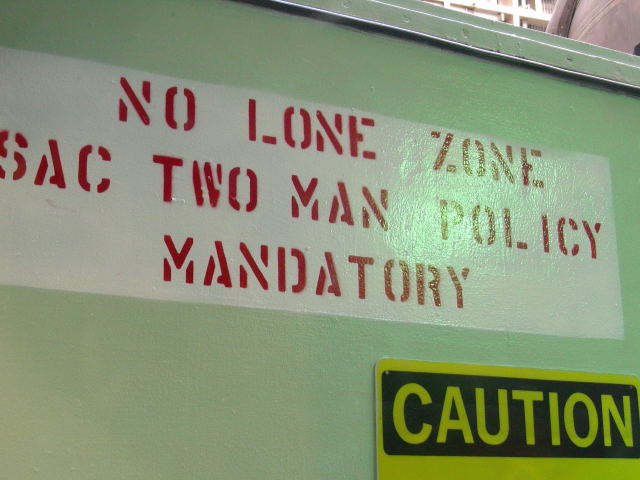 NO LONE ZONE
SAC TWO MAN POLICY
MANDATORY
CAUTION